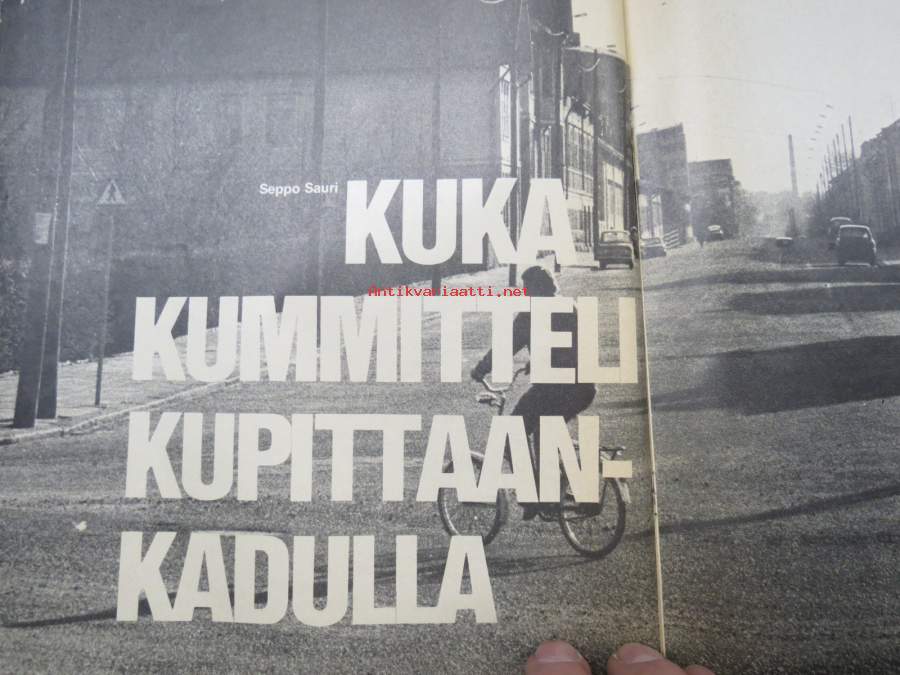 Seppo Sauri
KUKA
Antikvariaatti.net
KUMMITTELI
KUPITTAAN-
KADULLA